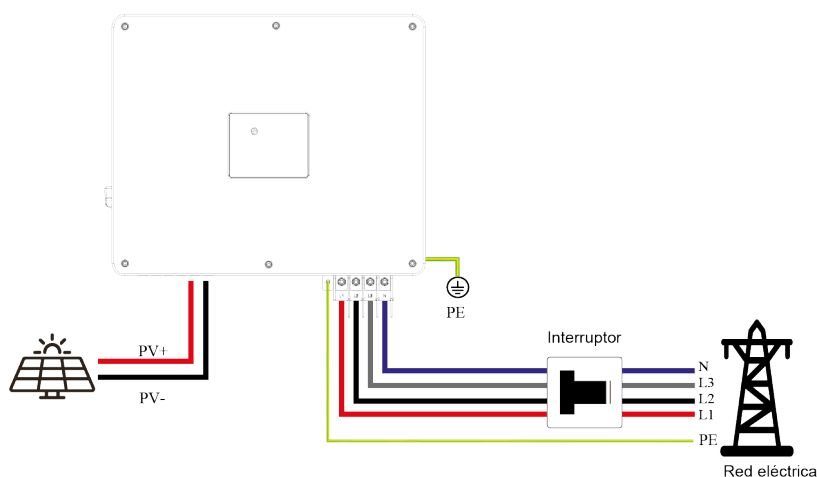 PE
Interruptor
PV+
PV-
N
L3
L2
L1
PE
Red eléctrica